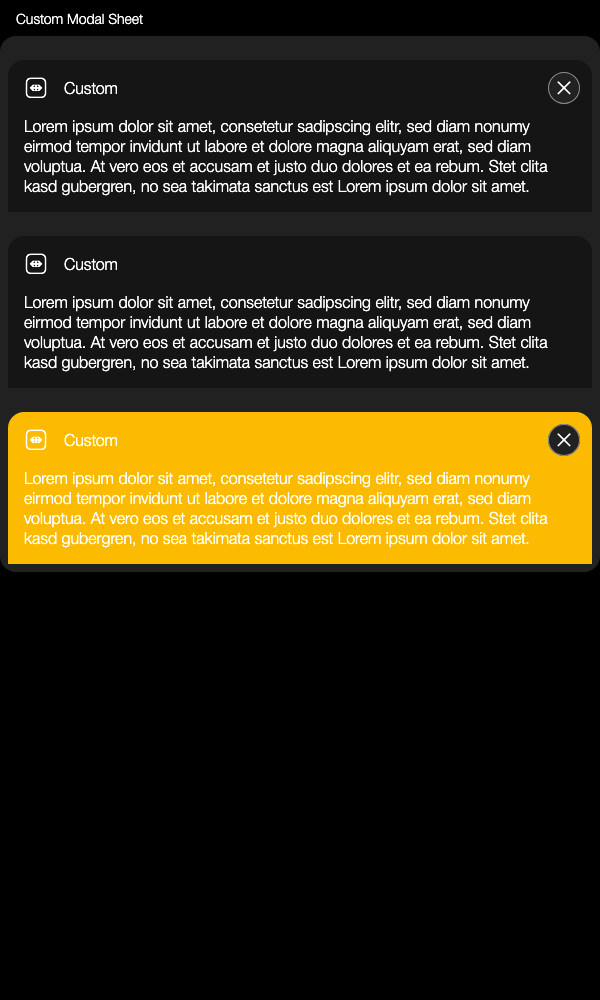 Custom Modal Sheet
Custom
Lorem ipsum dolor sit amet, consetetur sadipscing elitr, sed diam nonumy
eirmod tempor invidunt ut labore et dolore magna aliquyam erat, sed diam
voluptua. At vero eos et accusam et justo duo dolores et ea rebum. Stet clita
kasd gubergren, no sea takimata sanctus est Lorem ipsum dolor sit amet.
Custom
Lorem ipsum dolor sit amet, consetetur sadipscing elitr, sed diam nonumy
eirmod tempor invidunt ut labore et dolore magna aliquyam erat, sed diam
voluptua. At vero eos et accusam et justo duo dolores et ea rebum. Stet clita
kasd gubergren, no sea takimata sanctus est Lorem ipsum dolor sit amet.
Custom
Lorem ipsum dolor sit amet, consetetur sadipscing elitr, sed diam nonumy
eirmod tempor invidunt ut labore et dolore magna aliquyam erat, sed diam
voluptua. At vero eos et accusam et justo duo dolores et ea rebum. Stet clita
kasd gubergren, no sea takimata sanctus est Lorem ipsum dolor sit amet.